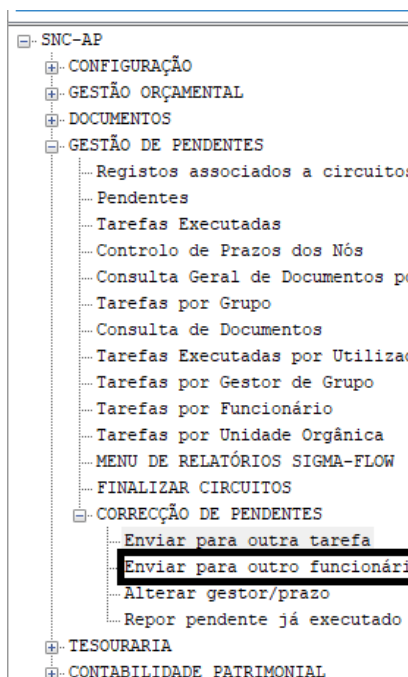 SNC-AP
CONFIGURAÇÃO
GESTÃO ORÇAMENTAL
DOCUMENTOS
GESTÃO DE PENDENTES
Registos associados a circuitos
Pendentes
Tarefas Executadas
Controlo de Prazos dos Nós
Consulta Geral de Documentos po
Tarefas por Grupo
Consulta de Documentos
Tarefas Executadas por Utilizad
Tarefas por Gestor de Grupo
Tarefas por Funcionário
Tarefas por Unidade Orgânica
MENU DE RELATÓRIOS SIGMA-FLOW
FINALIZAR CIRCUITOS
CORRECÇÃO DE PENDENTES
Enviar para outra tarefa
Enviar para outro funcionári
Alterar gestor/prazo
Repor pendente já executado
TESOURARIA
CONTABILIDADE PATRIMONIAL